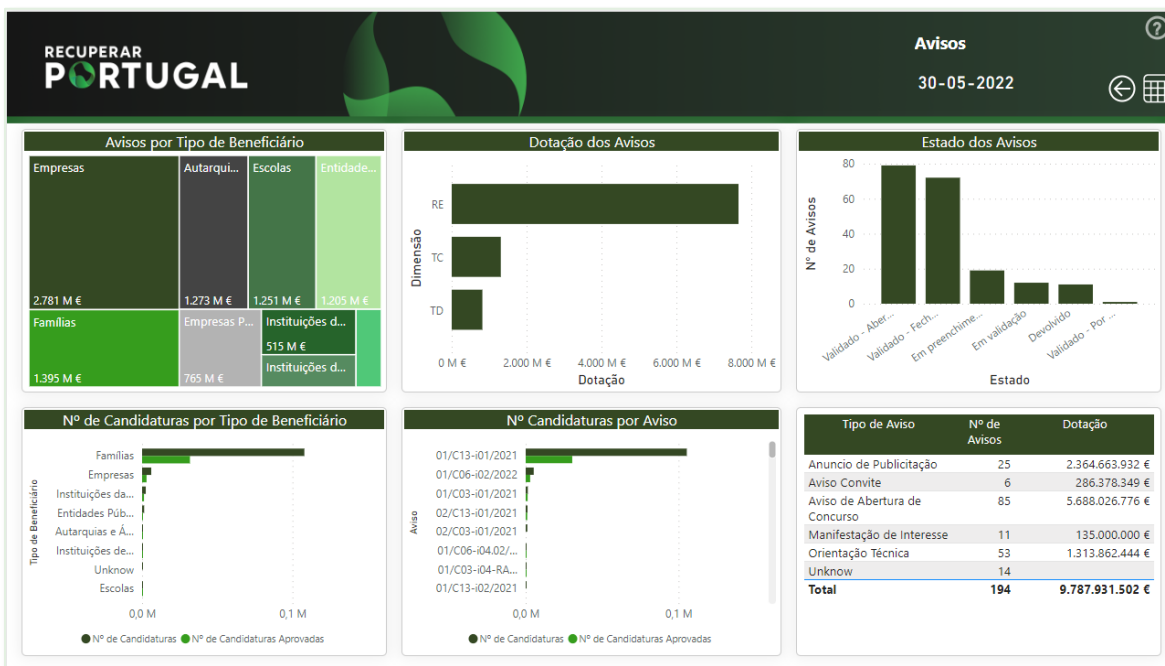 RECUPERAR
PORTUGAL
Avisos
30-05-2022
?
Avisos por Tipo de Beneficiário
Empresas
2.781 M €
Autarqui...
1.273 M €
Escolas
1.251 M €
Entidade...
1.205 M €
Famílias
1.395 M €
Empresas P...
765 M €
Instituições d...
515 M €
Instituições d...
Dotação dos Avisos
Dimensão
RE
TC
TD
0 M €
2.000 M €
4.000 M €
6.000 M €
8.000 M €
Dotação
Estado dos Avisos
Nº de Avisos
80
60
40
20
0
Validado - Aber...
Validado - Fech...
Em preenchime...
Em validação
Devolvido
Validado - Por ...
Estado
Nº de Candidaturas por Tipo de Beneficiário
Tipo de Beneficiário
Famílias
Empresas
Instituições da...
Entidades Púb...
Autarquias e Á...
Instituições de...
Unknow
Escolas
0,0 M
0,1 M
Nº de Candidaturas
Nº de Candidaturas Aprovadas
Nº Candidaturas por Aviso
Aviso
01/C13-i01/2021
01/C06-i02/2022
01/C03-i01/2021
02/C13-i01/2021
02/C03-i01/2021
01/C06-i04.02/...
01/C03-i04-RA...
01/C13-i02/2021
0,0 M
0,1 M
Nº de Candidaturas
Nº de Candidaturas Aprovadas
Tipo de Aviso Nº de Avisos Dotação
Anuncio de Publicitação 25 2.364.663.932 €
Aviso Convite 6 286.378.349 €
Aviso de Abertura de Concurso 85 5.688.026.776 €
Manifestação de Interesse 11 135.000.000 €
Orientação Técnica 53 1.313.862.444 €
Unknow 14
Total 194 9.787.931.502 €